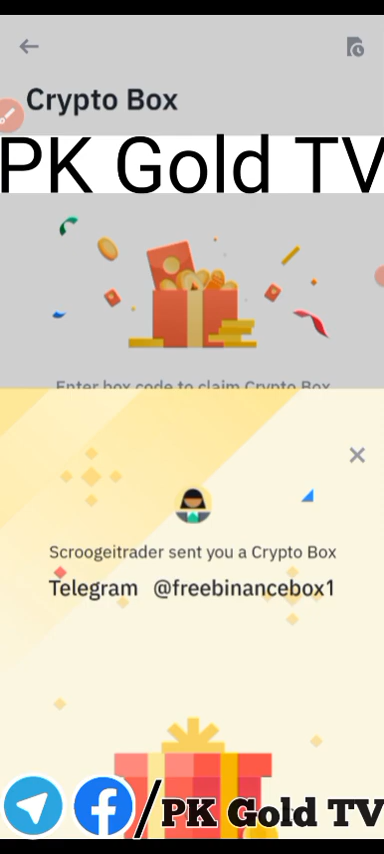 Crypto Box
PK Gold TV
Enter box code to claim Crypto Box
Scroogeitrader sent you a Crypto Box
Telegram @freebinancebox1
/PK Gold TV